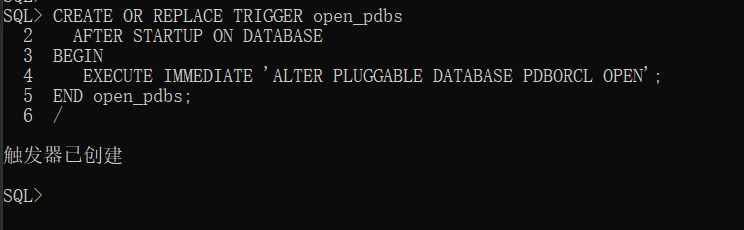 SQL> CREATE OR REPLACE TRIGGER open_pdbs
  2    AFTER STARTUP ON DATABASE
  3  BEGIN
  4     EXECUTE IMMEDIATE 'ALTER PLUGGABLE DATABASE PDBORCL OPEN';
  5  END open_pdbs;
  6  /
触发器已创建
SQL>